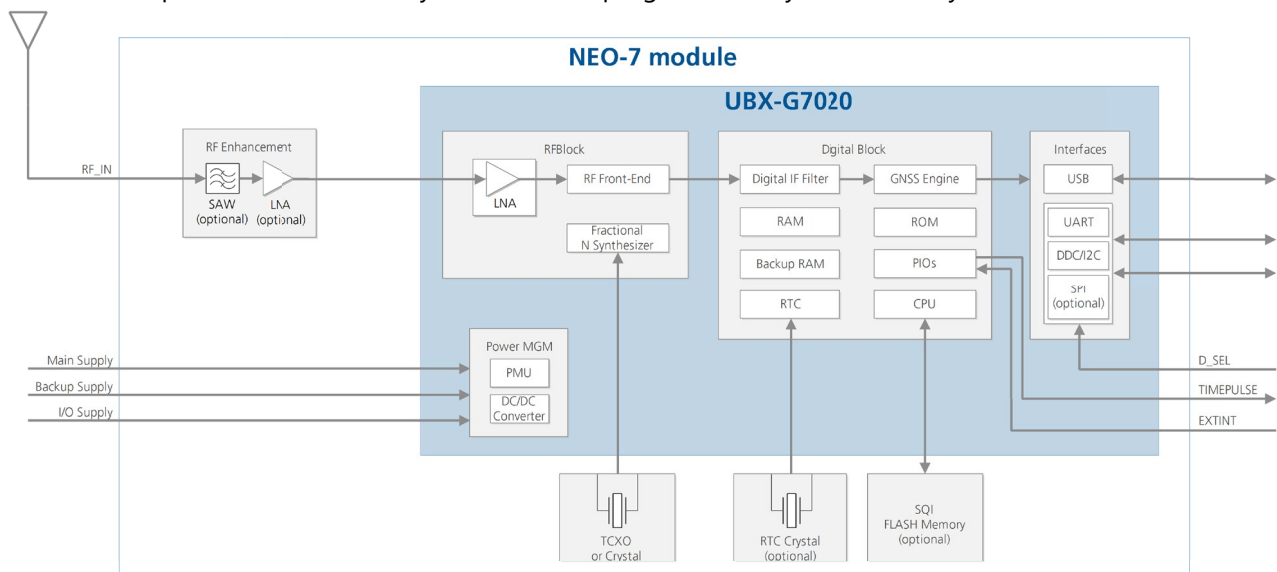 NEO-7 module
UBX-G7020
RF Enhancement
SAW
(optional)
LNA
(optional)
RF_IN
RFBlock
LNA
RF Front-End
Fractional
N Synthesizer
Dgital Block
Digital IF Filter
GNSS Engine
RAM
ROM
Backup RAM
PIOs
RTC
CPU
Interfaces
USB
UART
DDC/I2C
SPI
(optional)
Power MGM
PMU
DC/DC
Converter
Main Supply
Backup Supply
I/O Supply
D_SEL
TIMEPULSE
EXTINT
TCXO
or Crystal
RTC Crystal
(optional)
SQI
FLASH Memory
(optional)